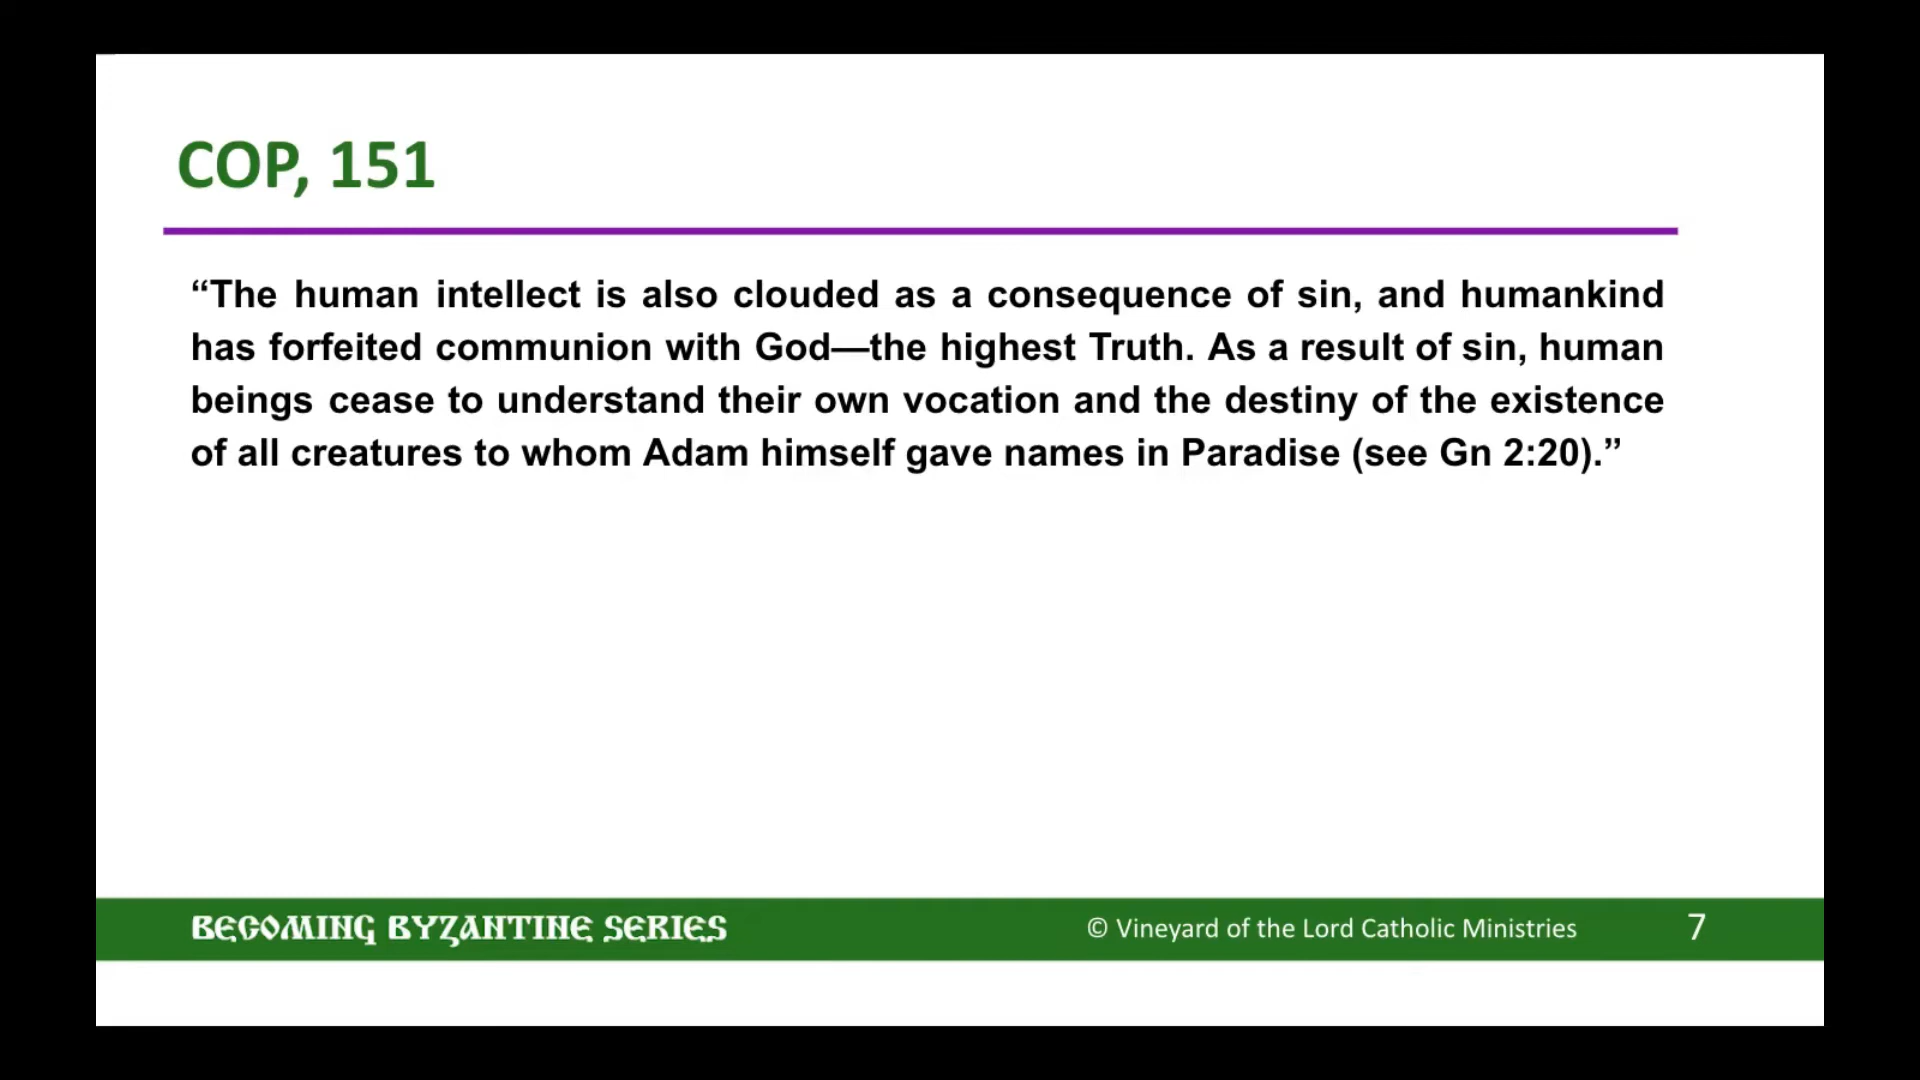 COP, 151
“The human intellect is also clouded as a consequence of sin, and humankind
has forfeited communion with God—the highest Truth. As a result of sin, human
beings cease to understand their own vocation and the destiny of the existence
of all creatures to whom Adam himself gave names in Paradise (see Gn 2:20).”
BECOMING BYZANTINE SERIES
© Vineyard of the Lord Catholic Ministries
7